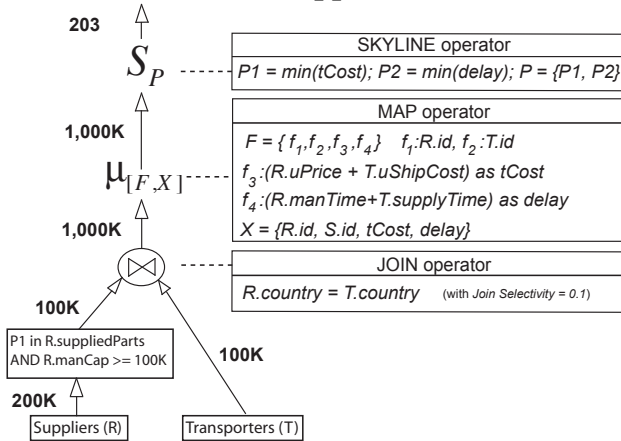 203
SKYLINE operator
S_P
P1 = min(tCost); P2 = min(delay); P = {P1, P2}
MAP operator
1,000K
F = { f1,f2,f3,f4 } f1:R.id, f2:T.id
μ[F,X]
f3:(R.uPrice + T.uShipCost) as tCost
f4:(R.manTime+T.supplyTime) as delay
X = {R.id, S.id, tCost, delay}
1,000K
JOIN operator
R.country = T.country (with Join Selectivity = 0.1)
100K
P1 in R.suppliedParts
AND R.manCap >= 100K
100K
200K
Suppliers (R)
Transporters (T)